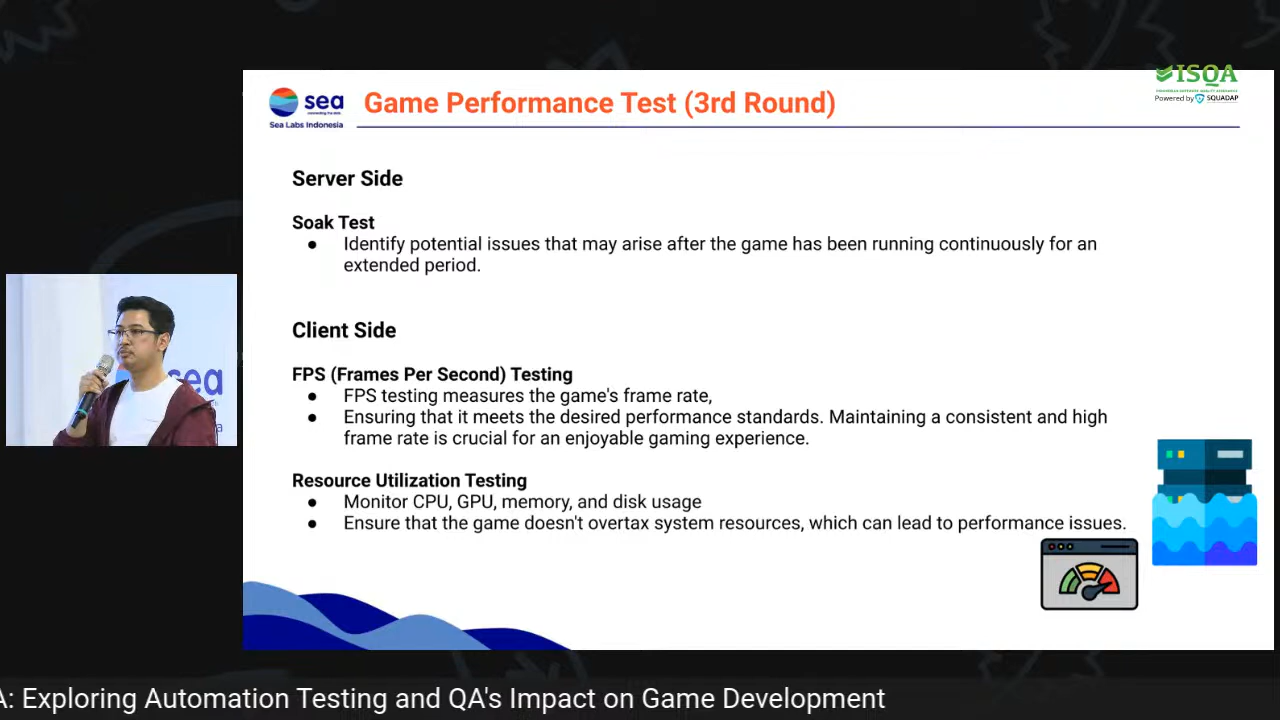 sea
Sea Labs Indonesia
Game Performance Test (3rd Round)
ISQA
Powered by SQUADAP
Server Side
Soak Test
● Identify potential issues that may arise after the game has been running continuously for an
extended period.
Client Side
FPS (Frames Per Second) Testing
● FPS testing measures the game's frame rate,
● Ensuring that it meets the desired performance standards. Maintaining a consistent and high
frame rate is crucial for an enjoyable gaming experience.
Resource Utilization Testing
● Monitor CPU, GPU, memory, and disk usage
● Ensure that the game doesn't overtax system resources, which can lead to performance issues.
sea
A: Exploring Automation Testing and QA's Impact on Game Development